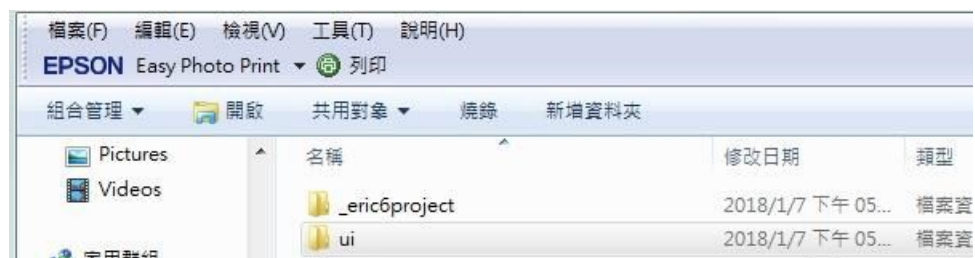 檔案(F) 編輯(E) 檢視(V) 工具(T) 說明(H)
EPSON Easy Photo Print 列印
組合管理 開啟 共用對象 燒錄 新增資料夾
Pictures 名稱 修改日期 類型
Videos
_eric6project 2018/1/7 下午 05... 檔案資
ui 2018/1/7 下午 05... 檔案資